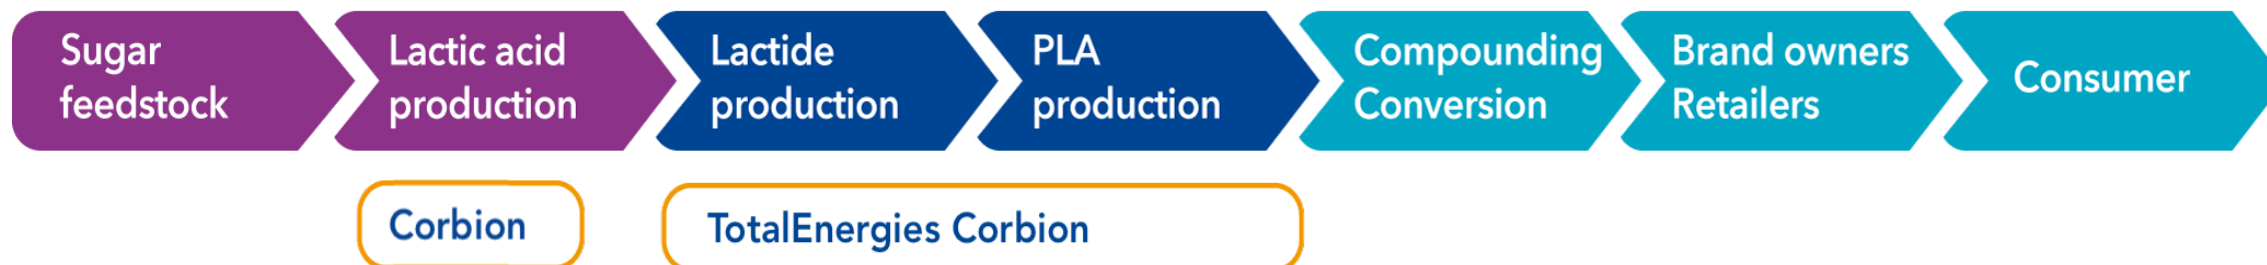 Sugar
feedstock
Lactic acid
production
Lactide
production
PLA
production
Compounding
Conversion
Brand owners
Retailers
Consumer
Corbion
TotalEnergies Corbion